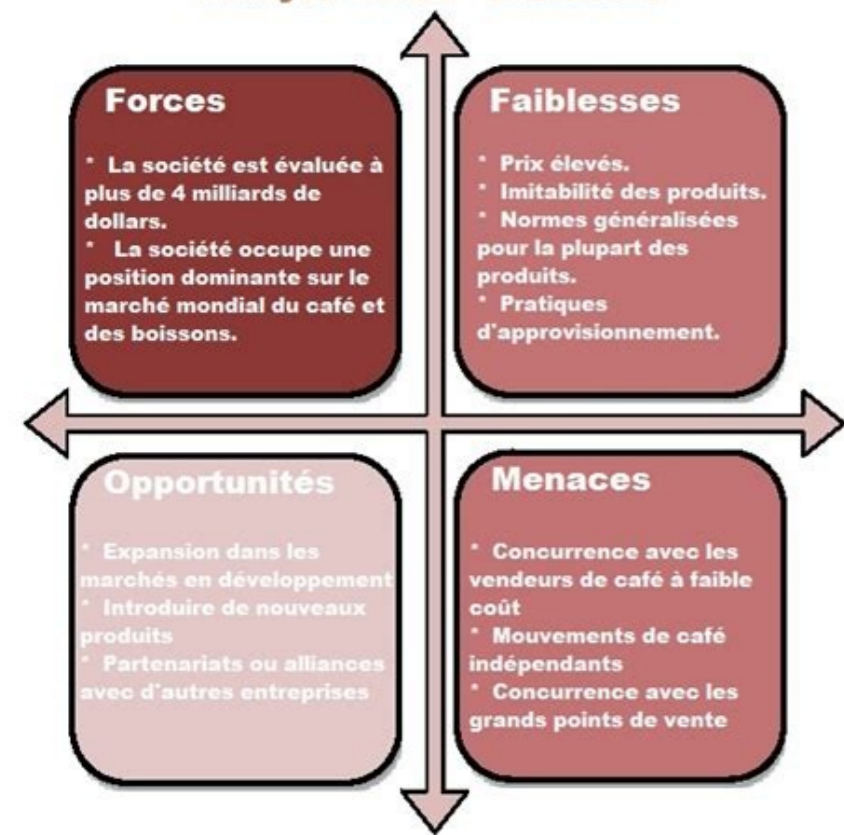 Forces
* La société est évaluée à
plus de 4 milliards de
dollars.
* La société occupe une
position dominante sur le
marché mondial du café et
des boissons.
Faiblesses
* Prix élevés.
* Imitabilité des produits.
* Normes généralisées
pour la plupart des
produits.
* Pratiques
d'approvisionnement.
Opportunités
* Expansion dans les
marchés en développement
* Introduire de nouveaux
produits
* Partenariats ou alliances
avec d'autres entreprises
Menaces
* Concurrence avec les
vendeurs de café à faible
coût
* Mouvements de café
indépendants
* Concurrence avec les
grands points de vente